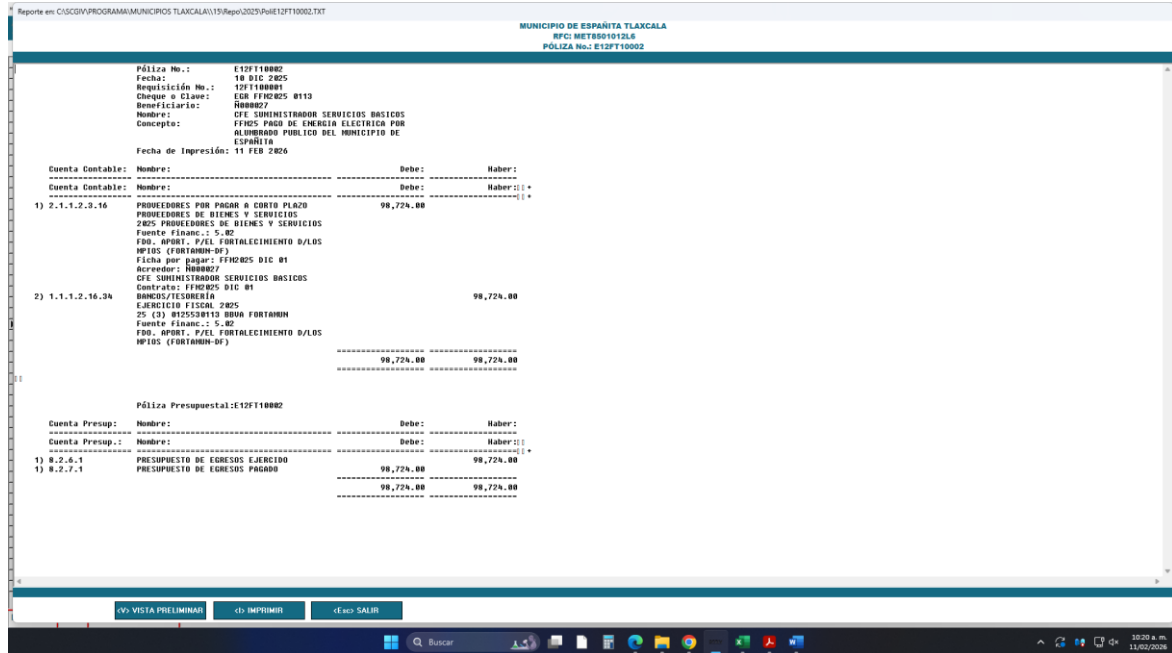 Reporte en: C:\SCGIV\PROGRAMA\MUNICIPIOS TLAXCALA\\15\Repo\2025\PoliE12FT10002.TXT
MUNICIPIO DE ESPAÑITA TLAXCALA
RFC: MET8501012L6
PÓLIZA No.: E12FT10002
Póliza No.: E12FT10002
Fecha: 10 DIC 2025
Requisición No.: 12FT100001
Cheque o Clave: EGR FFM2025 0113
Beneficiario: Ñ000027
Nombre: CFE SUMINISTRADOR SERVICIOS BASICOS
Concepto: FFM25 PAGO DE ENERGIA ELECTRICA POR
ALUMBRADO PUBLICO DEL MUNICIPIO DE
ESPAÑITA
Fecha de Impresión: 11 FEB 2026
Cuenta Contable: Nombre: Debe: Haber:
Cuenta Contable: Nombre: Debe: Haber:
1) 2.1.1.2.3.16 PROVEEDORES POR PAGAR A CORTO PLAZO 98,724.00
PROVEEDORES DE BIENES Y SERVICIOS
2025 PROVEEDORES DE BIENES Y SERVICIOS
Fuente financ.: 5.02
FDO. APORT. P/EL FORTALECIMIENTO D/LOS
MPIOS (FORTAMUN-DF)
Ficha por pagar: FFM2025 DIC 01
Acreedor: Ñ000027
CFE SUMINISTRADOR SERVICIOS BASICOS
Contrato: FFM2025 DIC 01
2) 1.1.1.2.16.34 BANCOS/TESORERÍA 98,724.00
EJERCICIO FISCAL 2025
25 (3) 0125530113 BBVA FORTAMUN
Fuente financ.: 5.02
FDO. APORT. P/EL FORTALECIMIENTO D/LOS
MPIOS (FORTAMUN-DF)
98,724.00 98,724.00
Póliza Presupuestal:E12FT10002
Cuenta Presup: Nombre: Debe: Haber:
Cuenta Presup.: Nombre: Debe: Haber:
1) 8.2.6.1 PRESUPUESTO DE EGRESOS EJERCIDO 98,724.00
1) 8.2.7.1 PRESUPUESTO DE EGRESOS PAGADO 98,724.00
98,724.00 98,724.00
<V> VISTA PRELIMINAR <I> IMPRIMIR <Esc> SALIR
Buscar
10:20 a. m.
11/02/2026